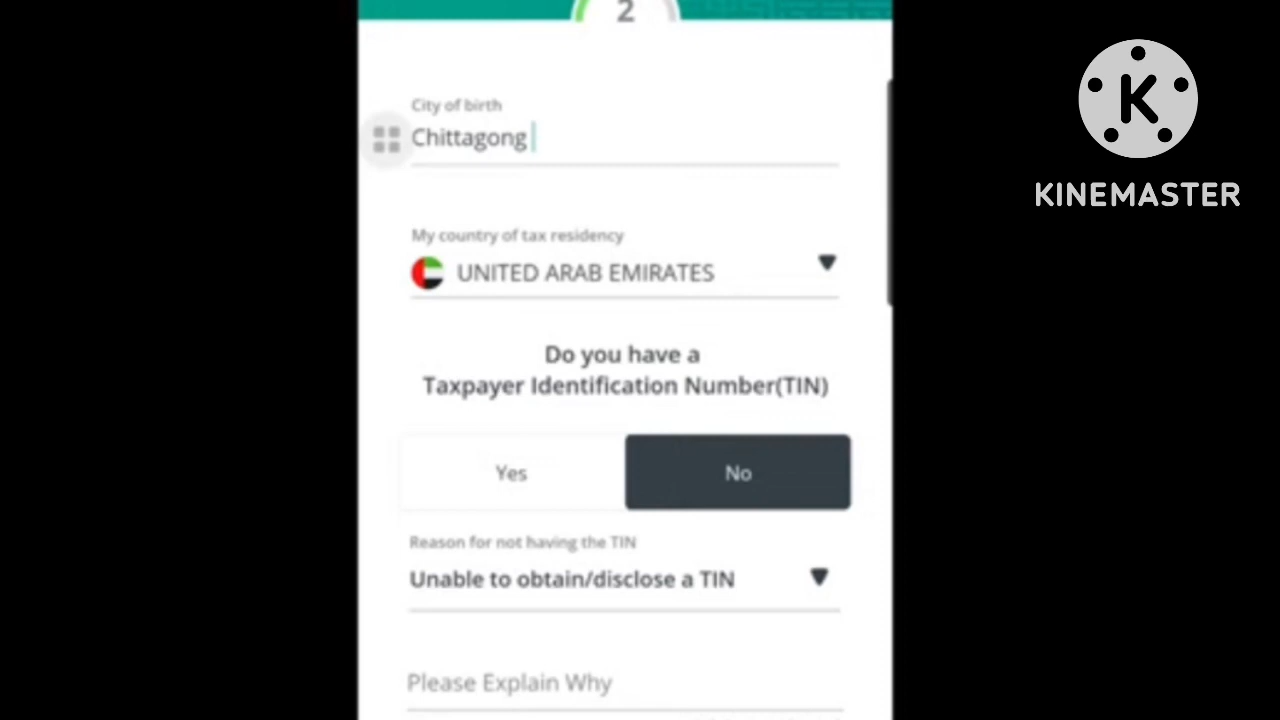 2
City of birth
Chittagong
My country of tax residency
UNITED ARAB EMIRATES
Do you have a
Taxpayer Identification Number(TIN)
Yes
No
Reason for not having the TIN
Unable to obtain/disclose a TIN
Please Explain Why
K
KINEMASTER